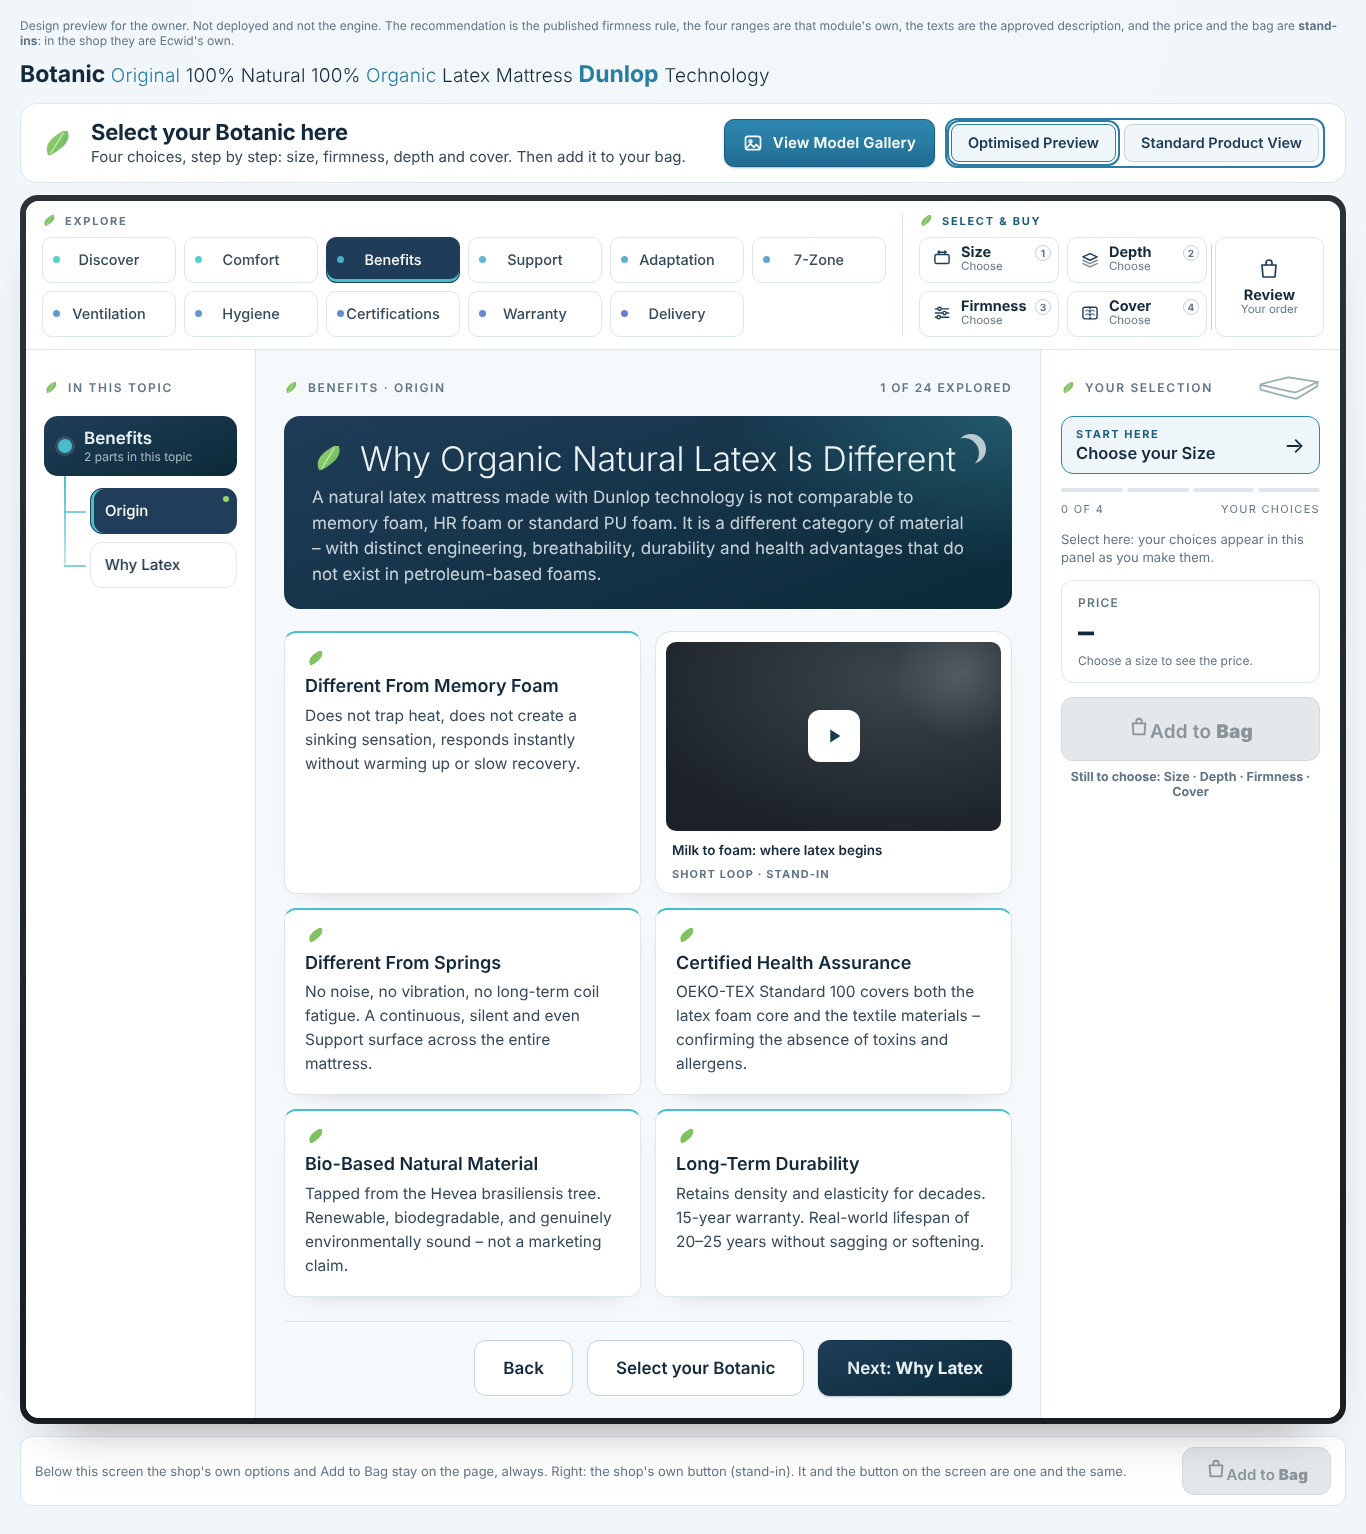 Design preview for the owner. Not deployed and not the engine. The recommendation is the published firmness rule, the four ranges are that module's own, the texts are the approved description, and the price and the bag are stand-
ins: in the shop they are Ecwid's own.
Botanic Original 100% Natural 100% Organic Latex Mattress Dunlop Technology
Select your Botanic here
Four choices, step by step: size, firmness, depth and cover. Then add it to your bag.
View Model Gallery
Optimised Preview
Standard Product View
EXPLORE
Discover
Comfort
Benefits
Support
Adaptation
7-Zone
Ventilation
Hygiene
Certifications
Warranty
Delivery
SELECT & BUY
Size
Choose
1
Depth
Choose
2
Firmness
Choose
3
Cover
Choose
4
Review
Your order
IN THIS TOPIC
Benefits
2 parts in this topic
Origin
Why Latex
BENEFITS · ORIGIN
1 OF 24 EXPLORED
Why Organic Natural Latex Is Different
A natural latex mattress made with Dunlop technology is not comparable to
memory foam, HR foam or standard PU foam. It is a different category of material
– with distinct engineering, breathability, durability and health advantages that do
not exist in petroleum-based foams.
Different From Memory Foam
Does not trap heat, does not create a
sinking sensation, responds instantly
without warming up or slow recovery.
Milk to foam: where latex begins
SHORT LOOP · STAND-IN
Different From Springs
No noise, no vibration, no long-term coil
fatigue. A continuous, silent and even
Support surface across the entire
mattress.
Certified Health Assurance
OEKO-TEX Standard 100 covers both the
latex foam core and the textile materials –
confirming the absence of toxins and
allergens.
Bio-Based Natural Material
Tapped from the Hevea brasiliensis tree.
Renewable, biodegradable, and genuinely
environmentally sound – not a marketing
claim.
Long-Term Durability
Retains density and elasticity for decades.
15-year warranty. Real-world lifespan of
20–25 years without sagging or softening.
Back
Select your Botanic
Next: Why Latex
YOUR SELECTION
START HERE
Choose your Size
0 OF 4
YOUR CHOICES
Select here: your choices appear in this
panel as you make them.
PRICE
–
Choose a size to see the price.
Add to Bag
Still to choose: Size · Depth · Firmness ·
Cover
Below this screen the shop's own options and Add to Bag stay on the page, always. Right: the shop's own button (stand-in). It and the button on the screen are one and the same.
Add to Bag